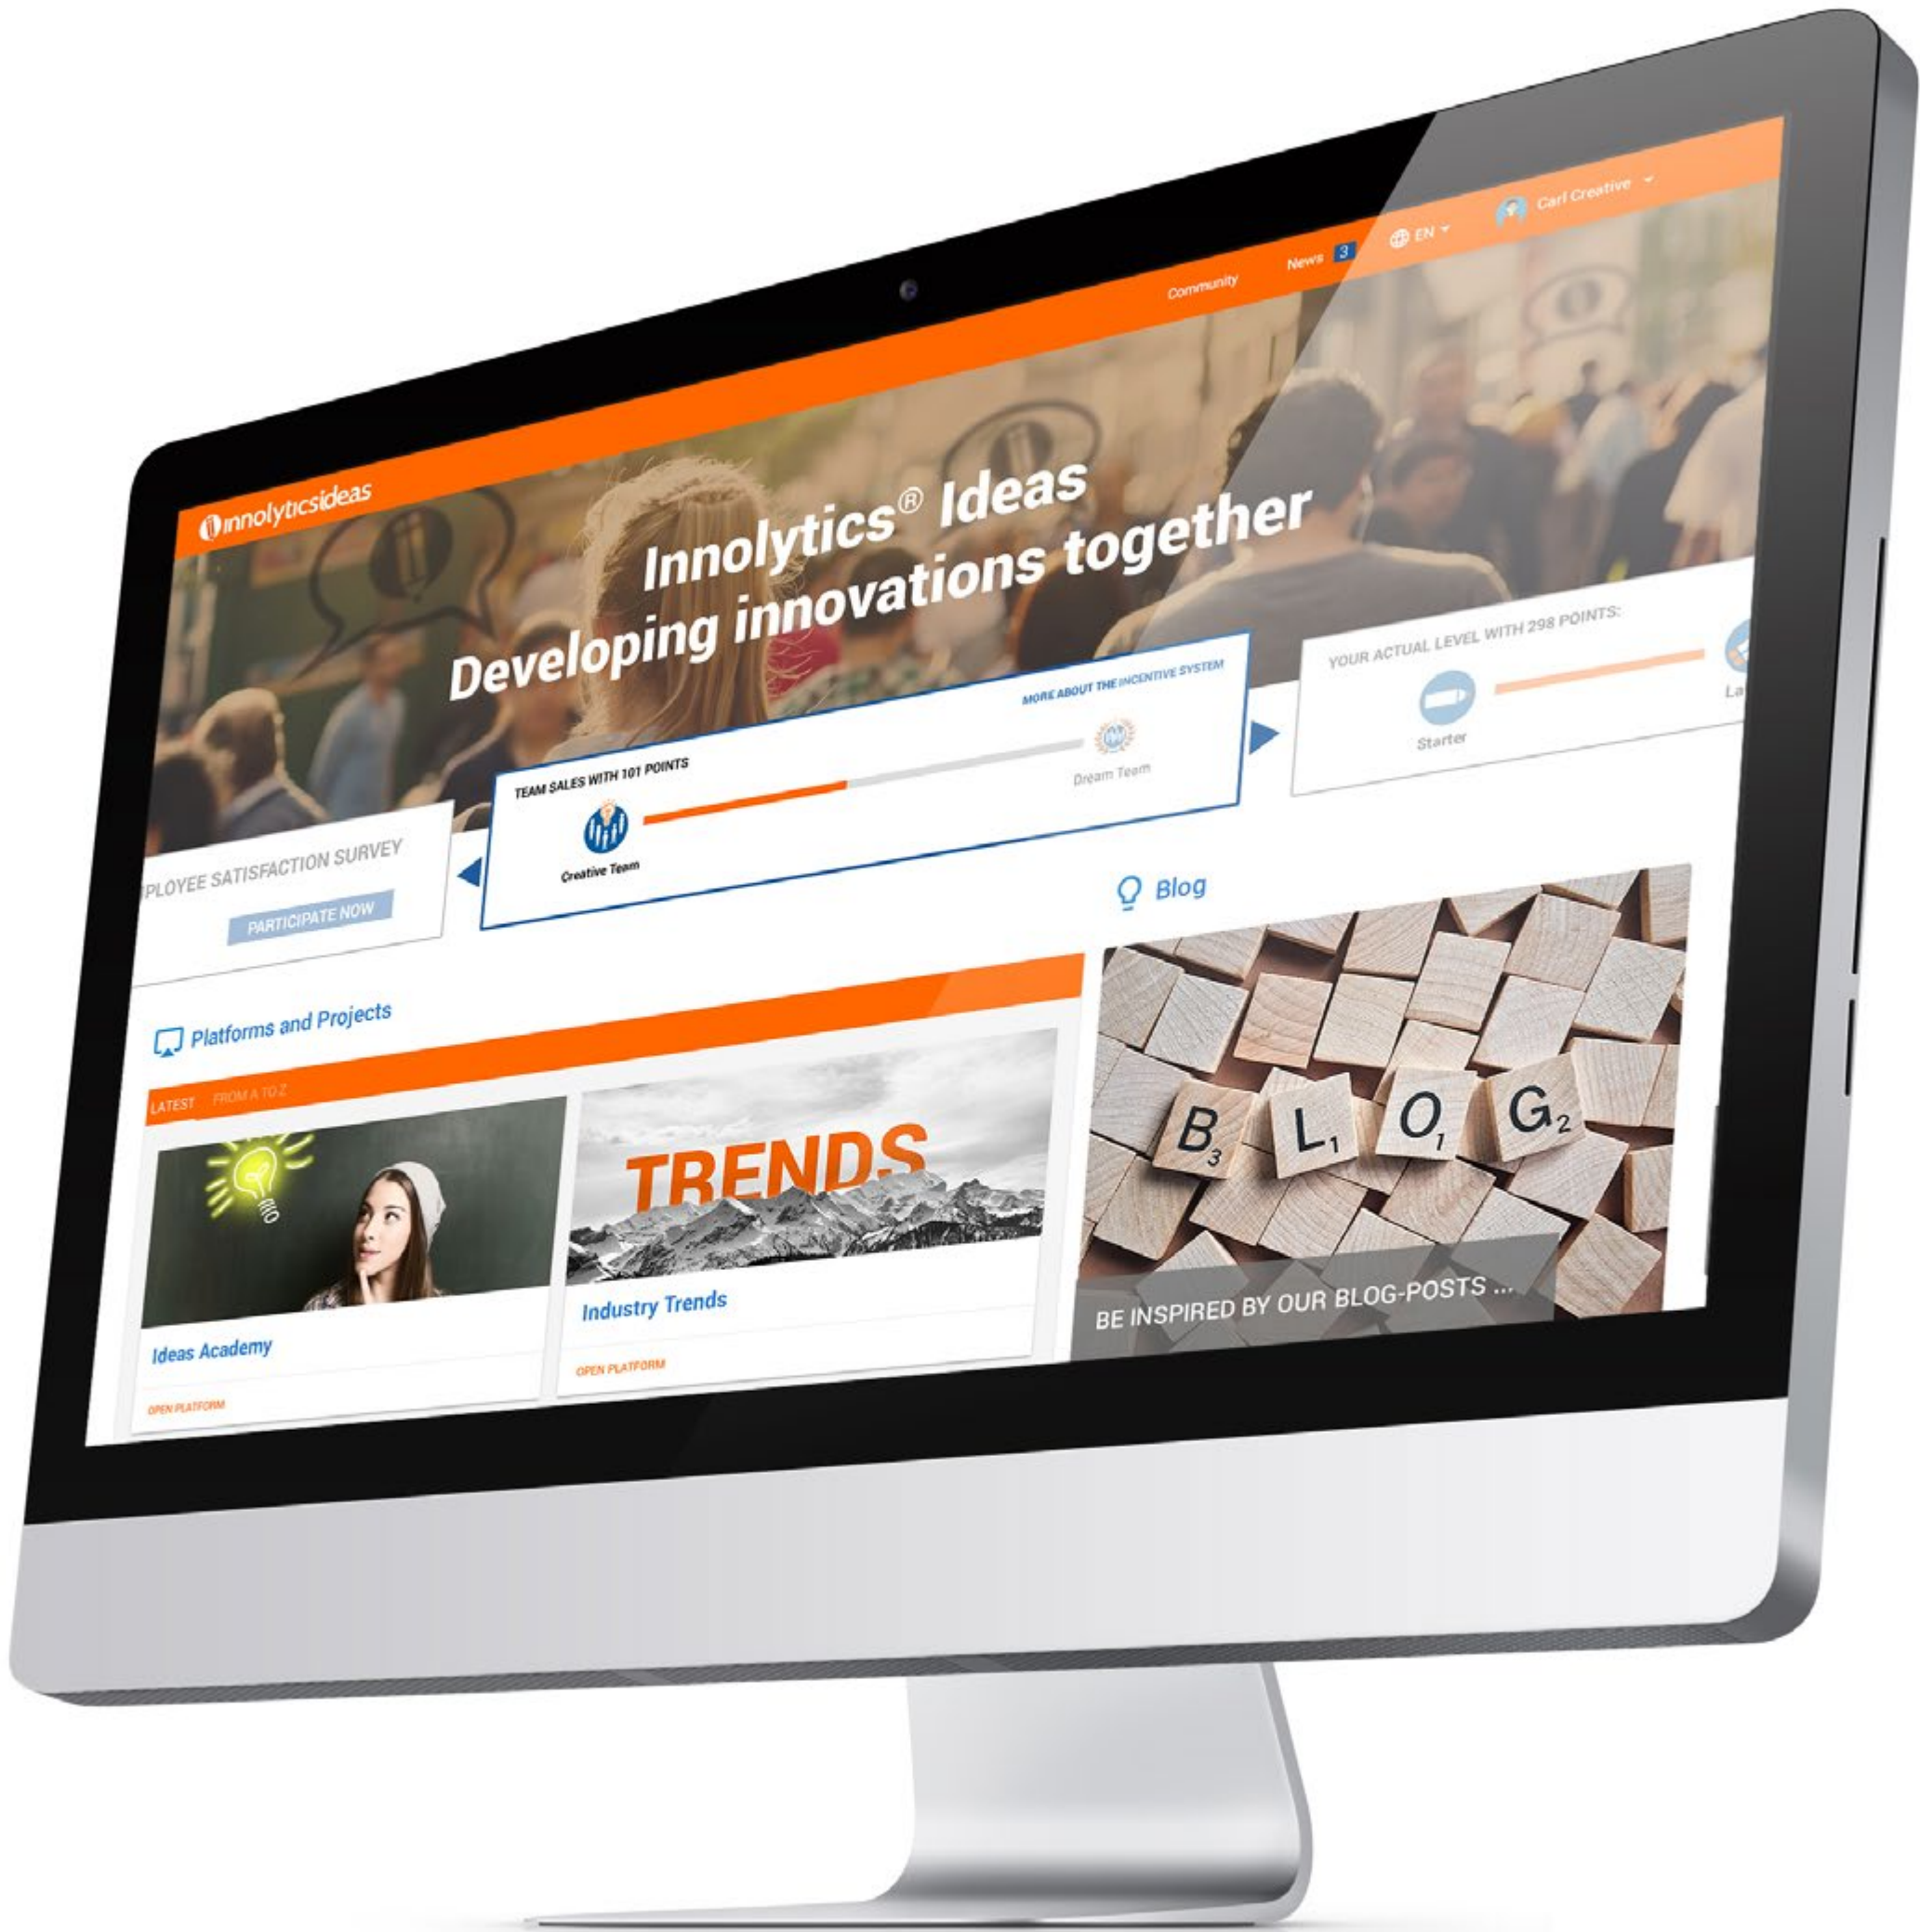 innolyticsideas
Community
News 3
EN
Carl Creative
Innolytics® Ideas
Developing innovations together
PLOYEE SATISFACTION SURVEY
PARTICIPATE NOW
TEAM SALES WITH 101 POINTS
MORE ABOUT THE INCENTIVE SYSTEM
Creative Team
Dream Team
YOUR ACTUAL LEVEL WITH 298 POINTS:
Starter
La
Platforms and Projects
LATEST FROM A TO Z
TRENDS
Ideas Academy
OPEN PLATFORM
Industry Trends
OPEN PLATFORM
Blog
B3 L1 O1 G2
BE INSPIRED BY OUR BLOG-POSTS ...